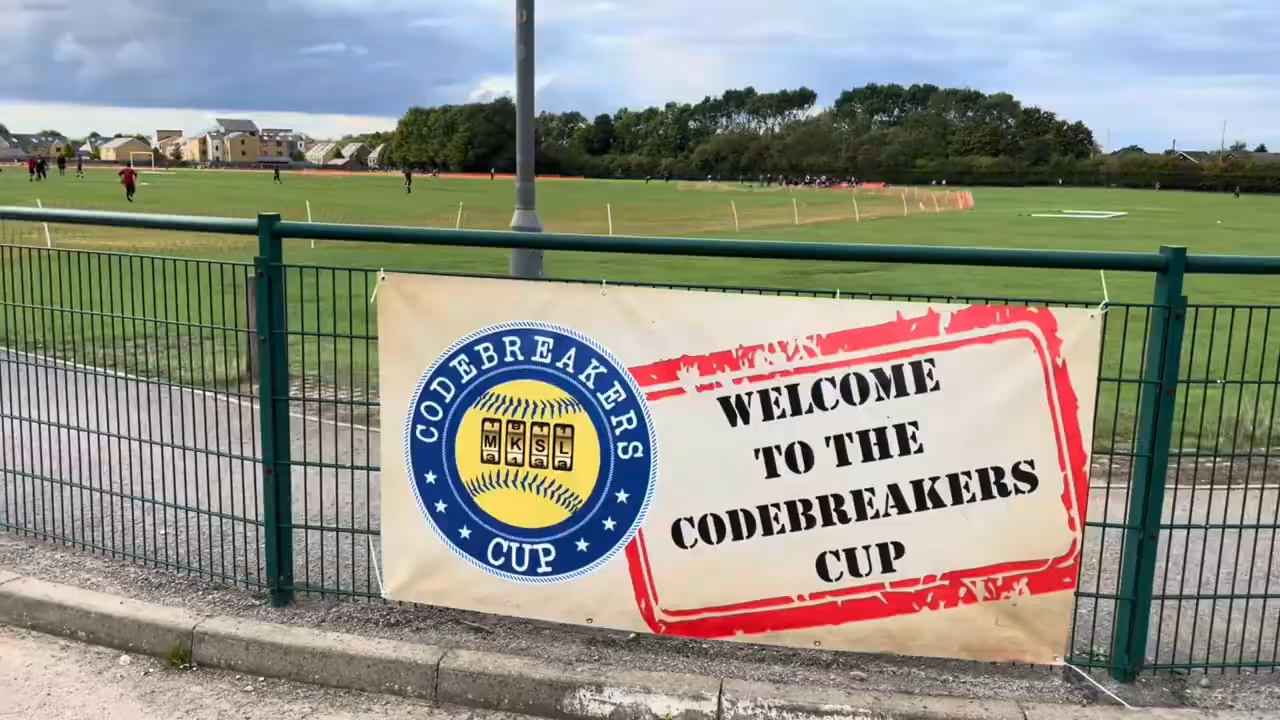 CODEBREAKERS
MKSL
CUP
WELCOME
TO THE
CODEBREAKERS
CUP